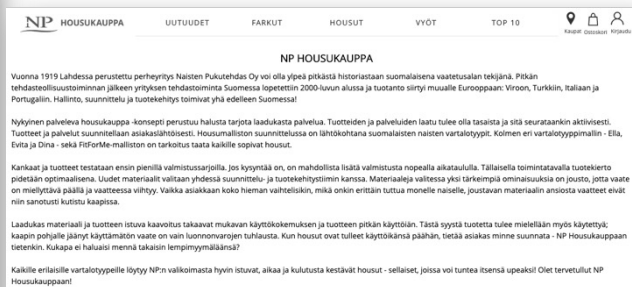 NP HOUSUKAUPPA UUTUUDET FARKUT HOUSUT VYÖT TOP 10
Kaupat Ostoskori Kirjaudu
NP HOUSUKAUPPA
Vuonna 1919 Lahdessa perustettu perheyritys Naisten Pukutehdas Oy voi olla ylpeä pitkästä historiastaan suomalaisena vaatetusalan tekijänä. Pitkän
tehdasteollisuustoiminnan jälkeen yrityksen tehdastoiminta Suomessa lopetettiin 2000-luvun alussa ja tuotanto siirtyi muualle Eurooppaan: Viroon, Turkkiin, Italiaan ja
Portugaliin. Hallinto, suunnittelu ja tuotekehitys toimivat yhä edelleen Suomessa!
Nykyinen palveleva housukauppa -konsepti perustuu halusta tarjota laadukasta palvelua. Tuotteiden ja palveluiden laatu tulee olla tasaista ja sitä seurataankin aktiivisesti.
Tuotteet ja palvelut suunnitellaan asiakaslähtöisesti. Housumalliston suunnittelussa on lähtökohtana suomalaisten naisten vartalotyypit. Kolmen eri vartalotyyppimallin - Ella,
Evita ja Dina - sekä FitForMe-malliston on tarkoitus taata kaikille sopivat housut.
Kankaat ja tuotteet testataan ensin pienillä valmistussarjoilla. Jos kysyntää on, on mahdollista lisätä valmistusta nopealla aikataululla. Tällaisella toimintatavalla tuotekierto
pidetään optimaalisena. Uudet materiaalit valitaan yhdessä suunnittelu- ja tuotekehitystiimin kanssa. Materiaaleja valitessa yksi tärkeimpiä ominaisuuksia on jousto, jotta vaate
on miellyttävä päällä ja vaatteessa viihtyy. Vaikka asiakkaan koko hieman vaihtelisikin, mikä onkin erittäin tuttua monelle naiselle, joustavan materiaalin ansiosta vaatteet eivät
niin sanotusti kutistu kaapissa.
Laadukas materiaali ja tuotteen istuva kaavoitus takaavat mukavan käyttökokemuksen ja tuotteen pitkän käyttöiän. Tästä syystä tuotetta tulee mielellään myös käytettyä;
kaapin pohjalle jäänyt käyttämätön vaate on vain luonnonvarojen tuhlausta. Kun housut ovat tulleet käyttöikänsä päähän, tietää asiakas minne suunnata - NP Housukauppaan
tietenkin. Kukapa ei haluaisi mennä takaisin lempimyymäläänsä?
Kaikille erilaisille vartalotyypeille löytyy NP:n valikoimasta hyvin istuvat, aikaa ja kulutusta kestävät housut - sellaiset, joissa voi tuntea itsensä upeaksi! Olet tervetullut NP
Housukauppaan!